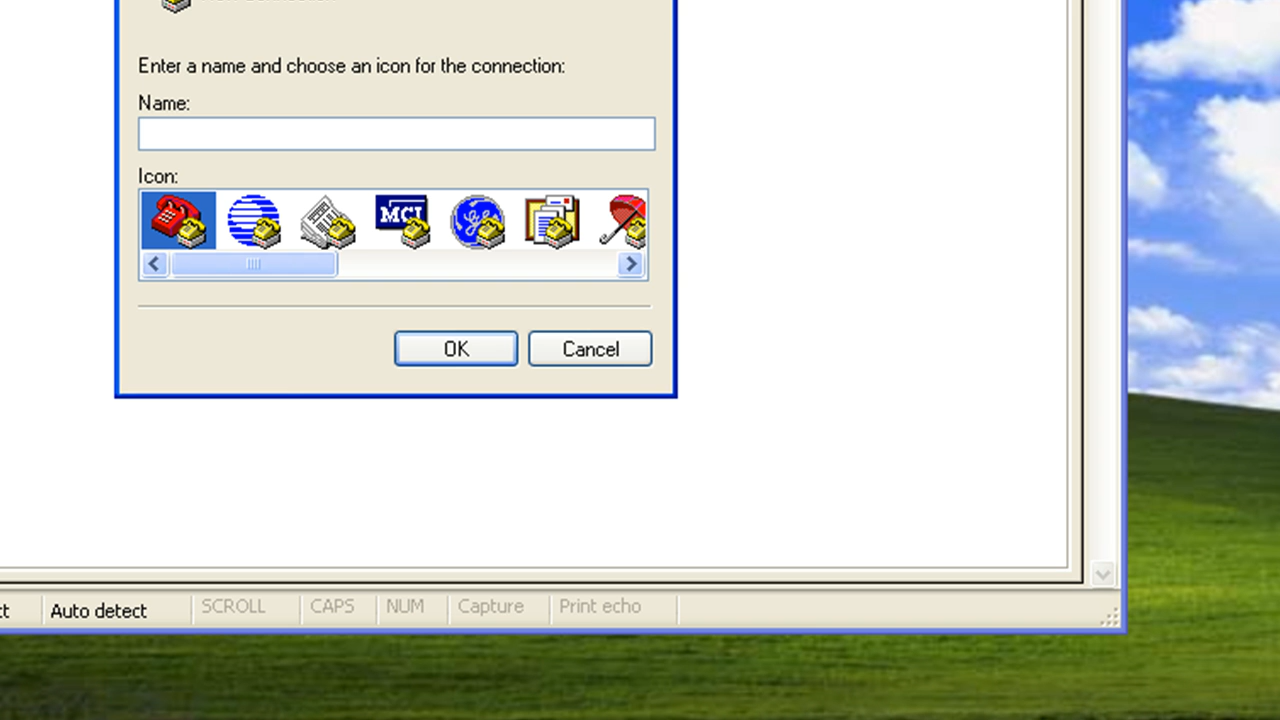 Enter a name and choose an icon for the connection:
Name:
Icon:
MCI
OK Cancel
Auto detect SCROLL CAPS NUM Capture Print echo